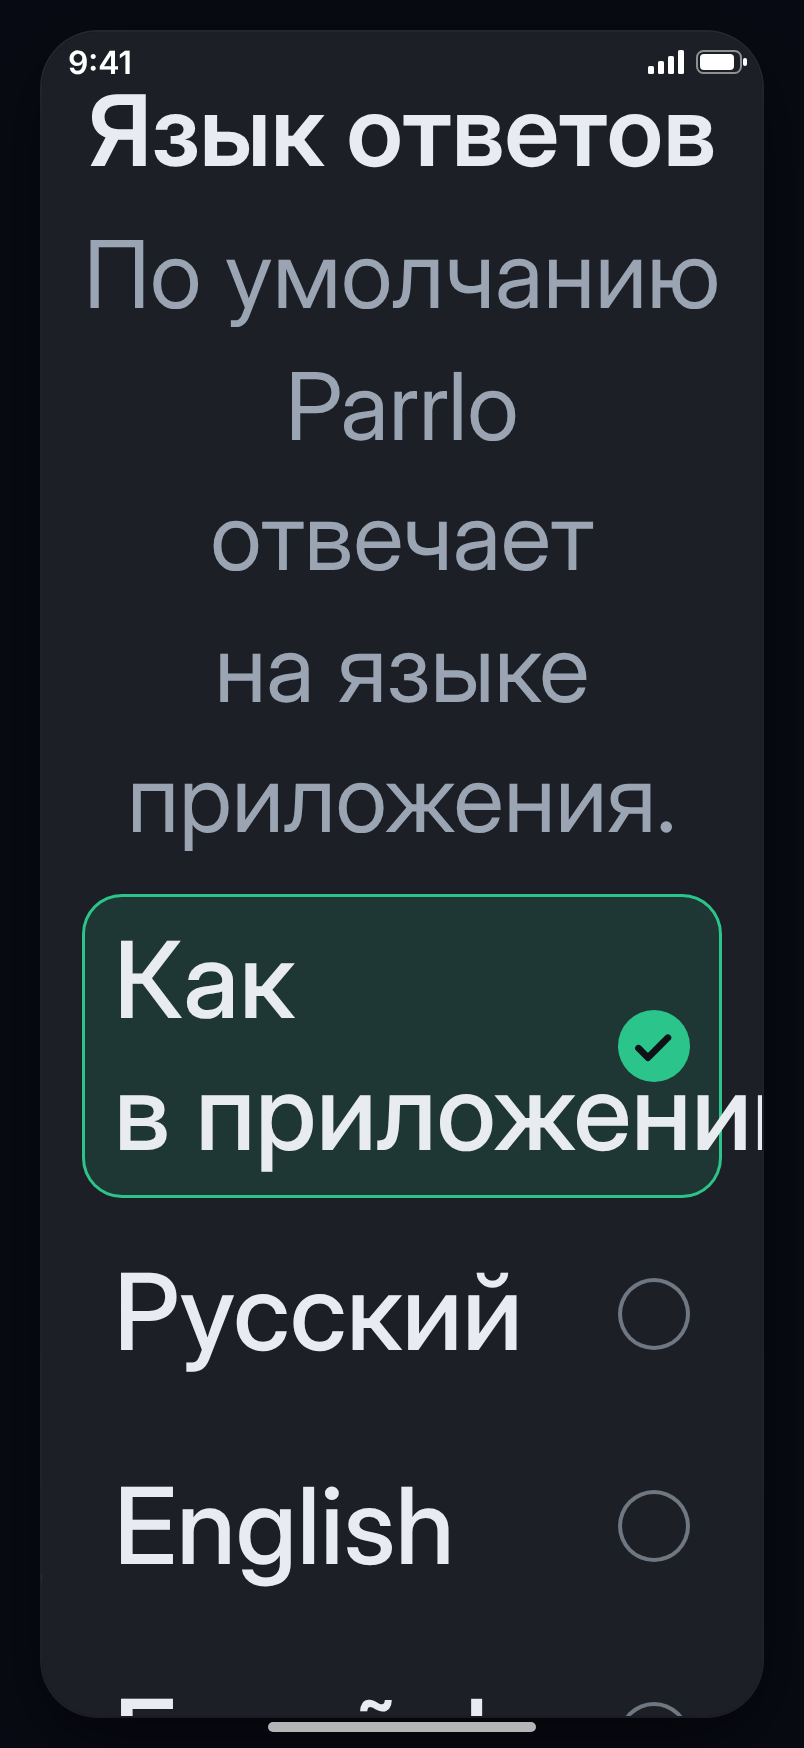 9:41
Язык ответов
По умолчанию
Parrlo
отвечает
на языке
приложения.
Как
Русский
English